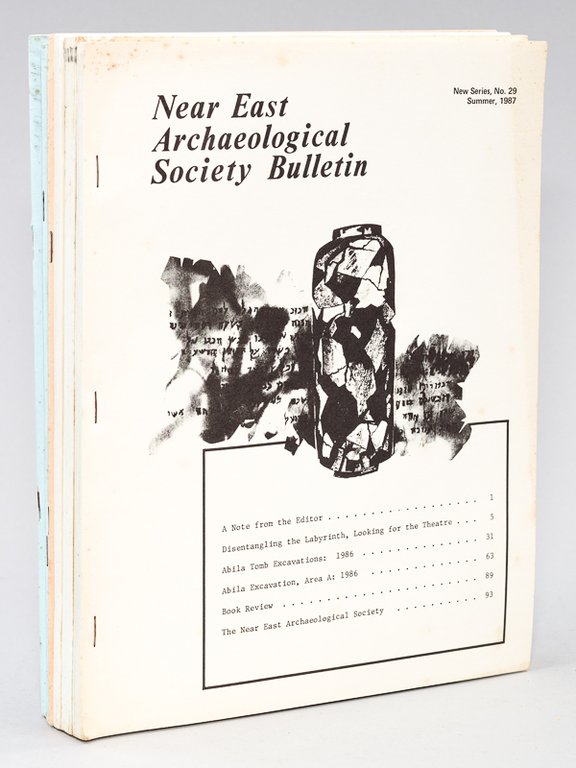 New Series, No. 29
Summer, 1987
Near East
Archaeological
Society Bulletin
A Note from the Editor . . . . . . . . . . . . . . . . . . 1
Disentangling the Labyrinth, Looking for the Theatre . . . 5
Abila Tomb Excavations: 1986 . . . . . . . . . . . . . . 31
Abila Excavation, Area A: 1986 . . . . . . . . . . . . . 63
Book Review . . . . . . . . . . . . . . . . . . . . . . . 89
The Near East Archaeological Society . . . . . . . . . . 93